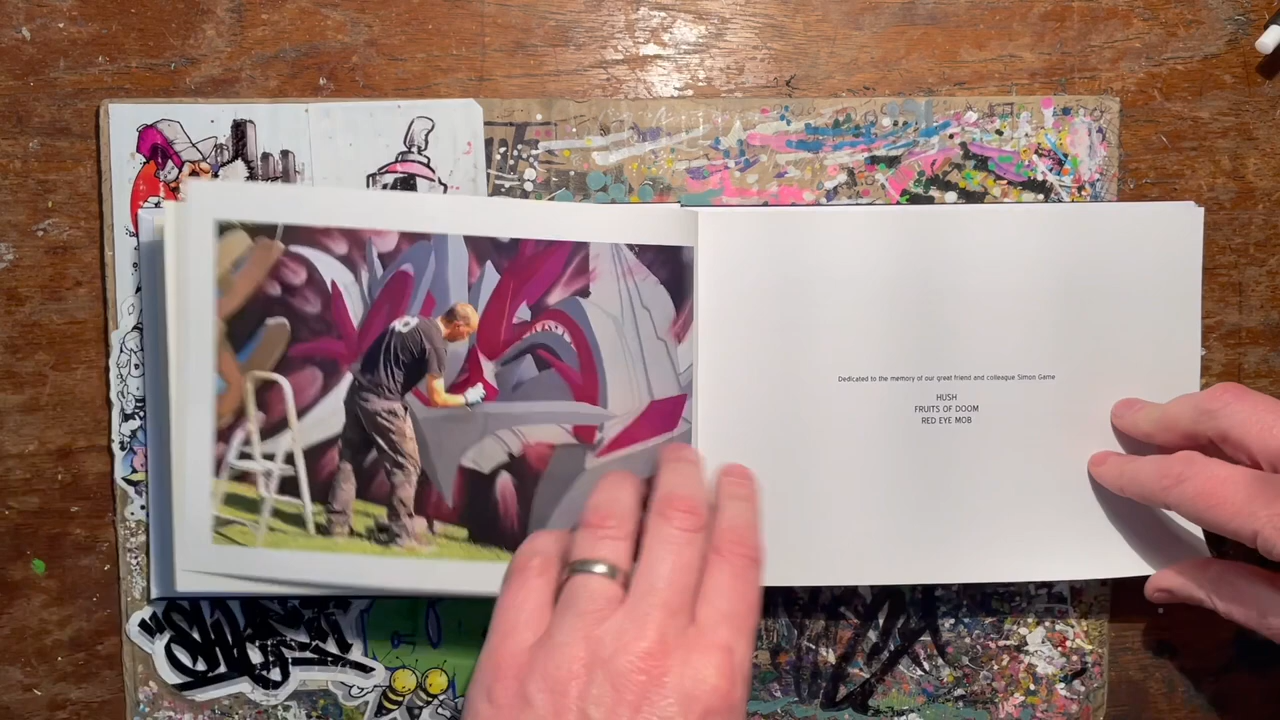 Dedicated to the memory of our great friend and colleague Simon Game
HUSH
FRUITS OF DOOM
RED EYE MOB